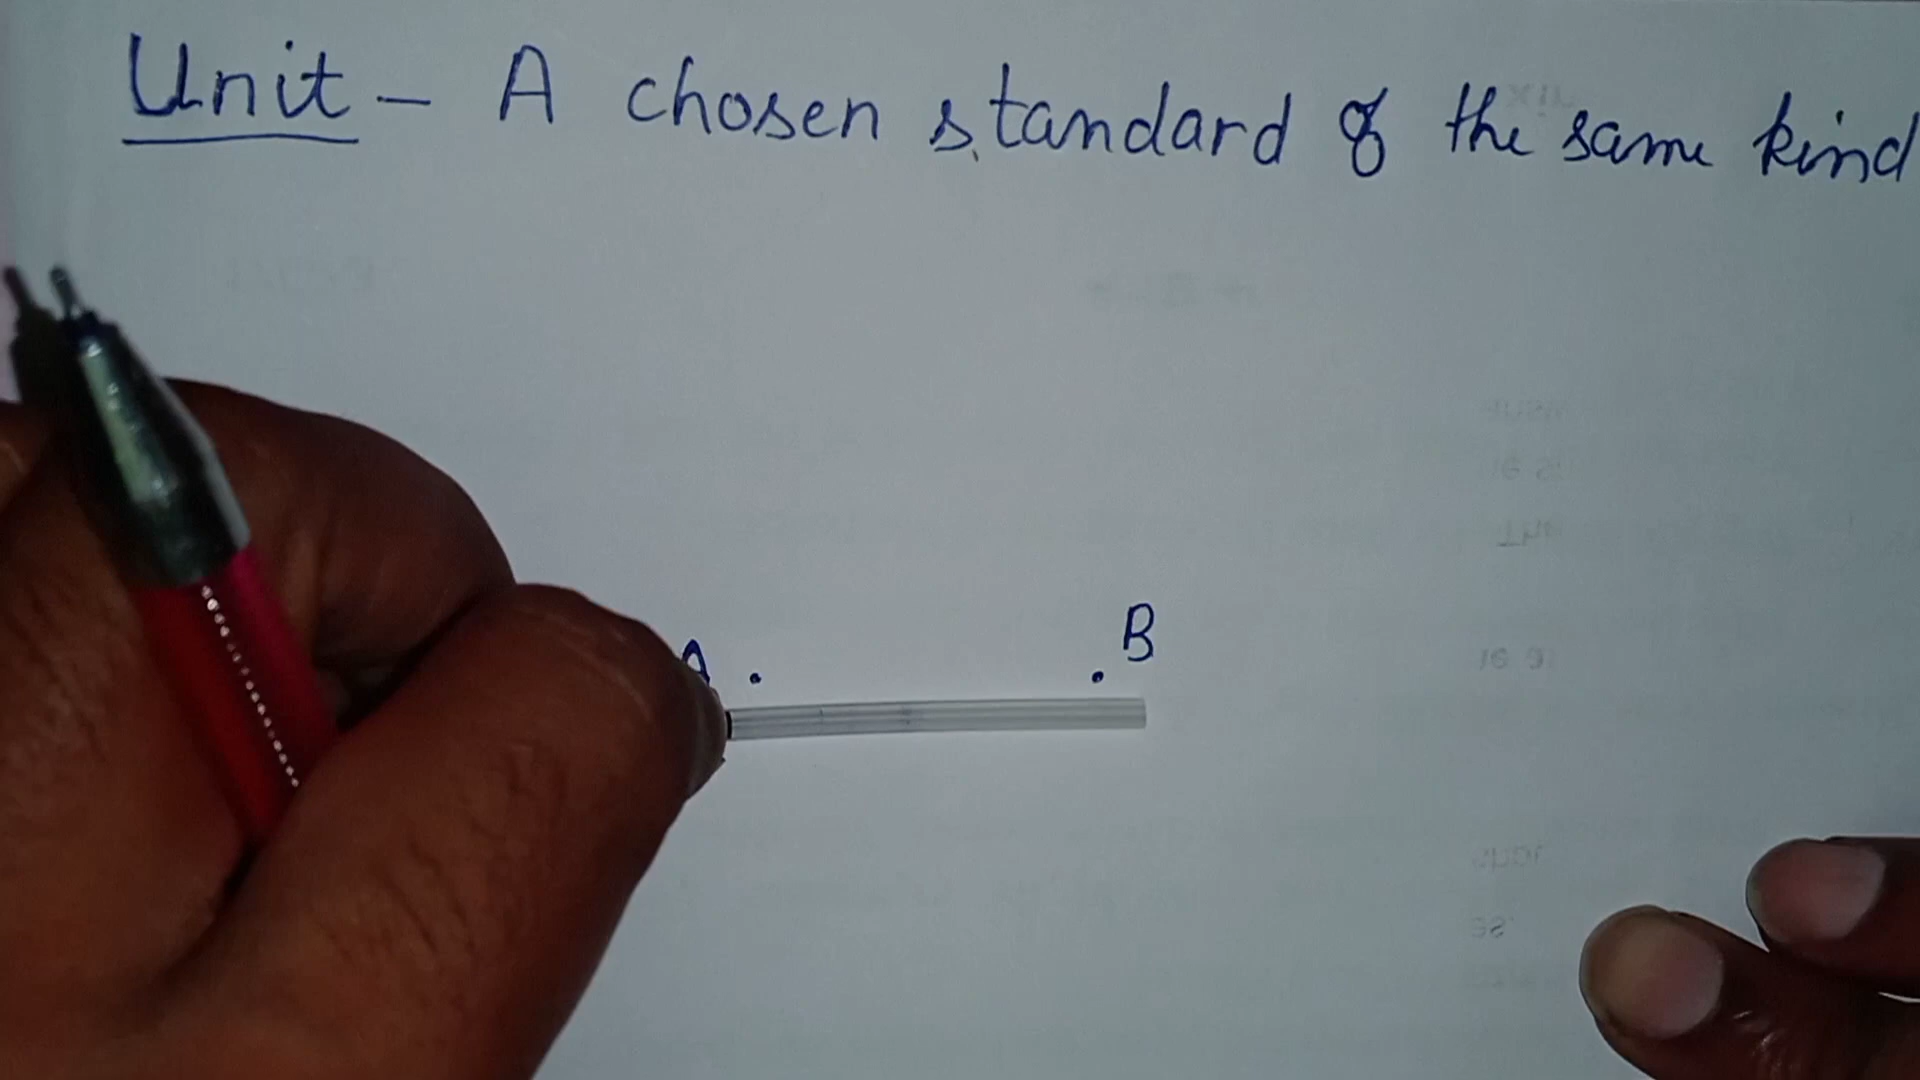 Unit - A chosen standard of the same kind
A . . B